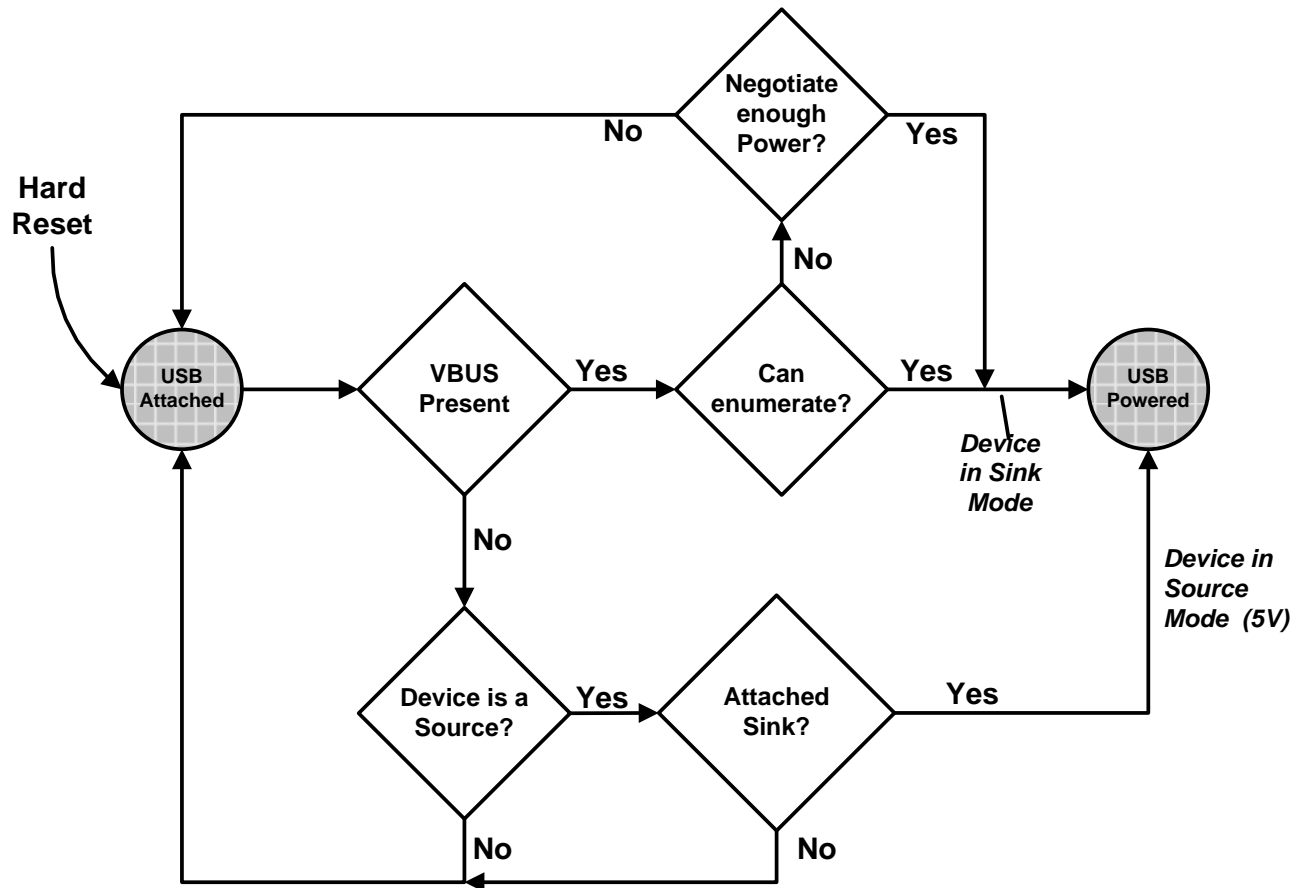 Negotiate
enough
Power?
No
Yes
Hard
Reset
No
USB
Attached
VBUS
Present
Yes
Can
enumerate?
Yes
USB
Powered
Device
in Sink
Mode
No
Device in
Source
Mode (5V)
Device is a
Source?
Yes
Attached
Sink?
Yes
No
No